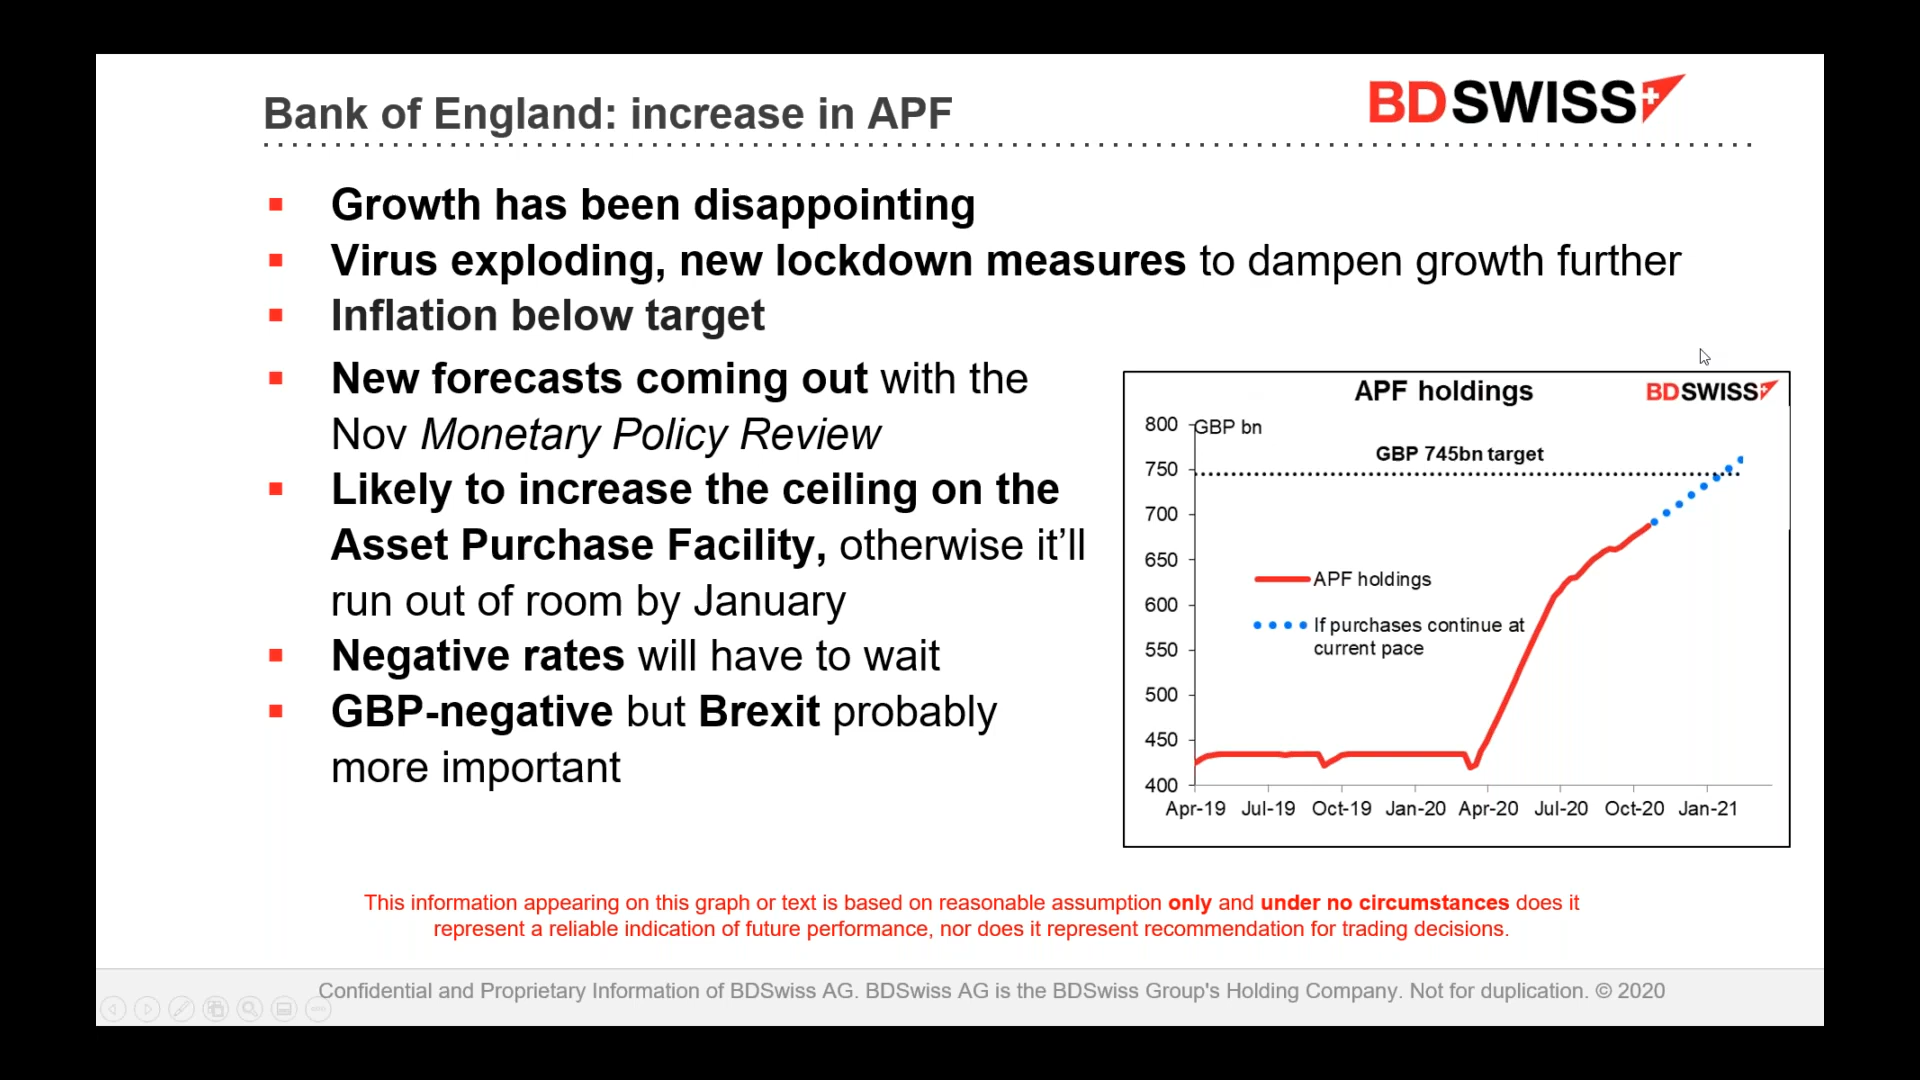 Bank of England: increase in APF
BDSWISS
Growth has been disappointing
Virus exploding, new lockdown measures to dampen growth further
Inflation below target
New forecasts coming out with the
Nov Monetary Policy Review
Likely to increase the ceiling on the
Asset Purchase Facility, otherwise it’ll
run out of room by January
Negative rates will have to wait
GBP-negative but Brexit probably
more important
APF holdings
BDSWISS
GBP bn
GBP 745bn target
800
750
700
650
600
550
500
450
400
APF holdings
If purchases continue at
current pace
Apr-19 Jul-19 Oct-19 Jan-20 Apr-20 Jul-20 Oct-20 Jan-21
This information appearing on this graph or text is based on reasonable assumption only and under no circumstances does it
represent a reliable indication of future performance, nor does it represent recommendation for trading decisions.
Confidential and Proprietary Information of BDSwiss AG. BDSwiss AG is the BDSwiss Group's Holding Company. Not for duplication. © 2020